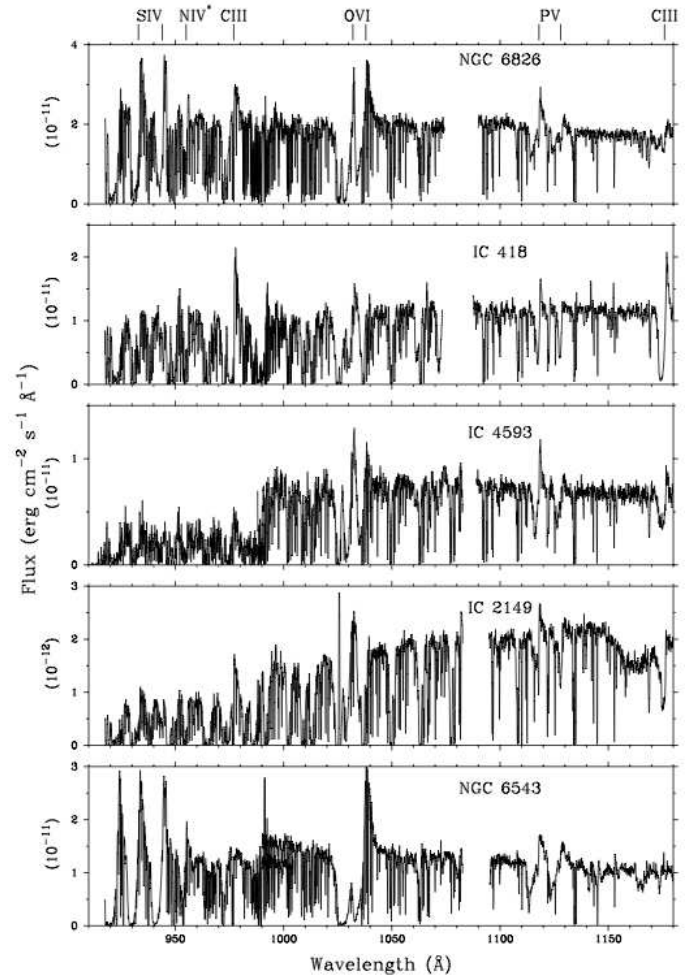 SIV NIV* CIII OVI PV CIII
NGC 6826
4
2
0
(10⁻¹¹)
IC 418
2
1
0
(10⁻¹¹)
IC 4593
1
0
(10⁻¹¹)
IC 2149
3
2
1
0
(10⁻¹²)
NGC 6543
3
2
1
0
(10⁻¹¹)
Flux (erg cm⁻² s⁻¹ Å⁻¹)
950 1000 1050 1100 1150
Wavelength (Å)